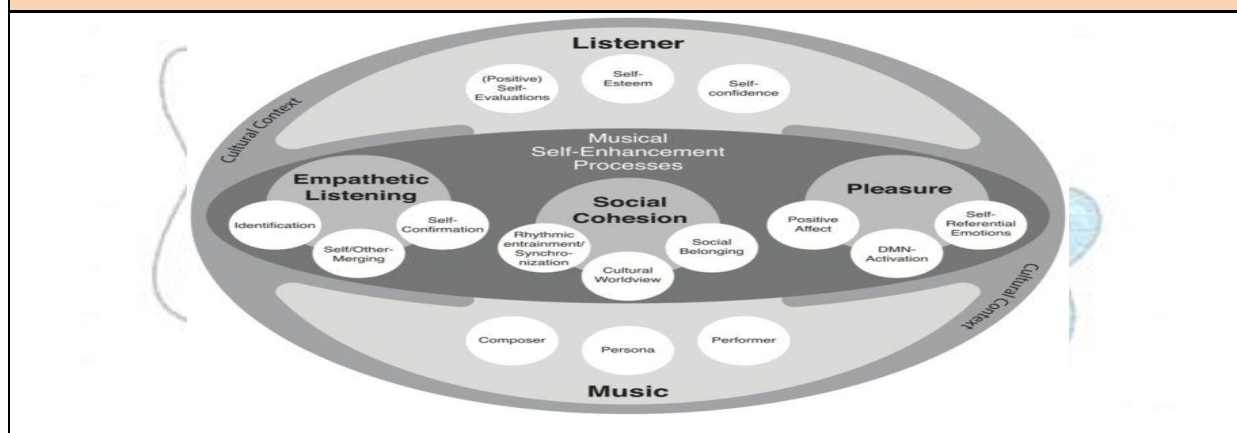 Listener
(Positive)
Self-
Evaluations
Self-
Esteem
Self-
confidence
Cultural Context
Musical
Self-Enhancement
Processes
Empathetic
Listening
Identification
Self/Other-
Merging
Self-
Confirmation
Social
Cohesion
Rhythmic
entrainment/
Synchro-
nization
Cultural
Worldview
Social
Belonging
Pleasure
Positive
Affect
DMN-
Activation
Self-
Referential
Emotions
Cultural Context
Composer
Persona
Performer
Music